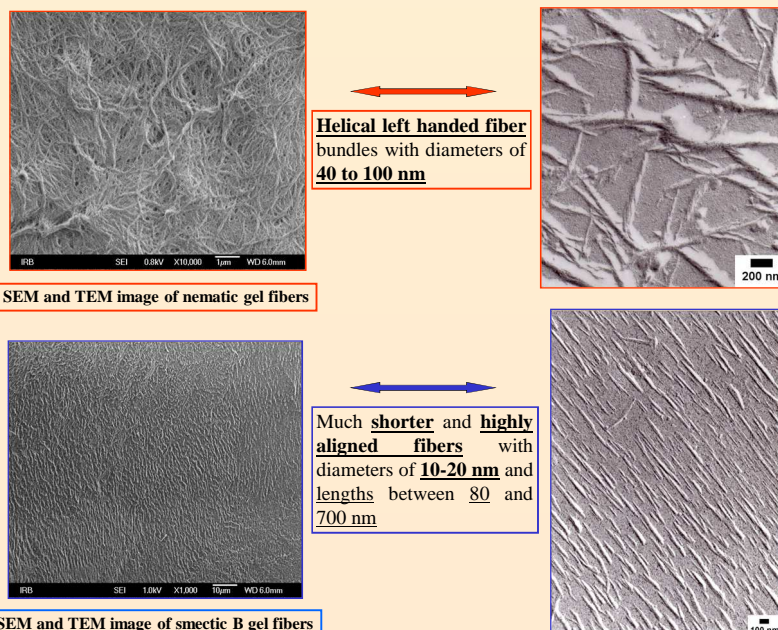 Helical left handed fiber
bundles with diameters of
40 to 100 nm
IRB SEI 0.8kV X10,000 1µm WD 6.0mm
200 nm
SEM and TEM image of nematic gel fibers
Much shorter and highly
aligned fibers with
diameters of 10-20 nm and
lengths between 80 and
700 nm
IRB SEI 1.0kV X1,000 10µm WD 6.0mm
SEM and TEM image of smectic B gel fibers
100 nm